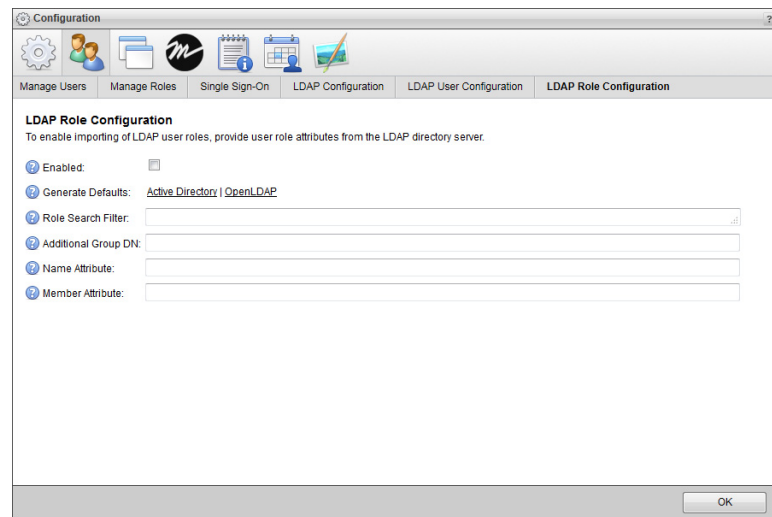 Configuration
?
Manage Users Manage Roles Single Sign-On LDAP Configuration LDAP User Configuration LDAP Role Configuration
LDAP Role Configuration
To enable importing of LDAP user roles, provide user role attributes from the LDAP directory server.
? Enabled:
? Generate Defaults: Active Directory | OpenLDAP
? Role Search Filter:
? Additional Group DN:
? Name Attribute:
? Member Attribute:
OK